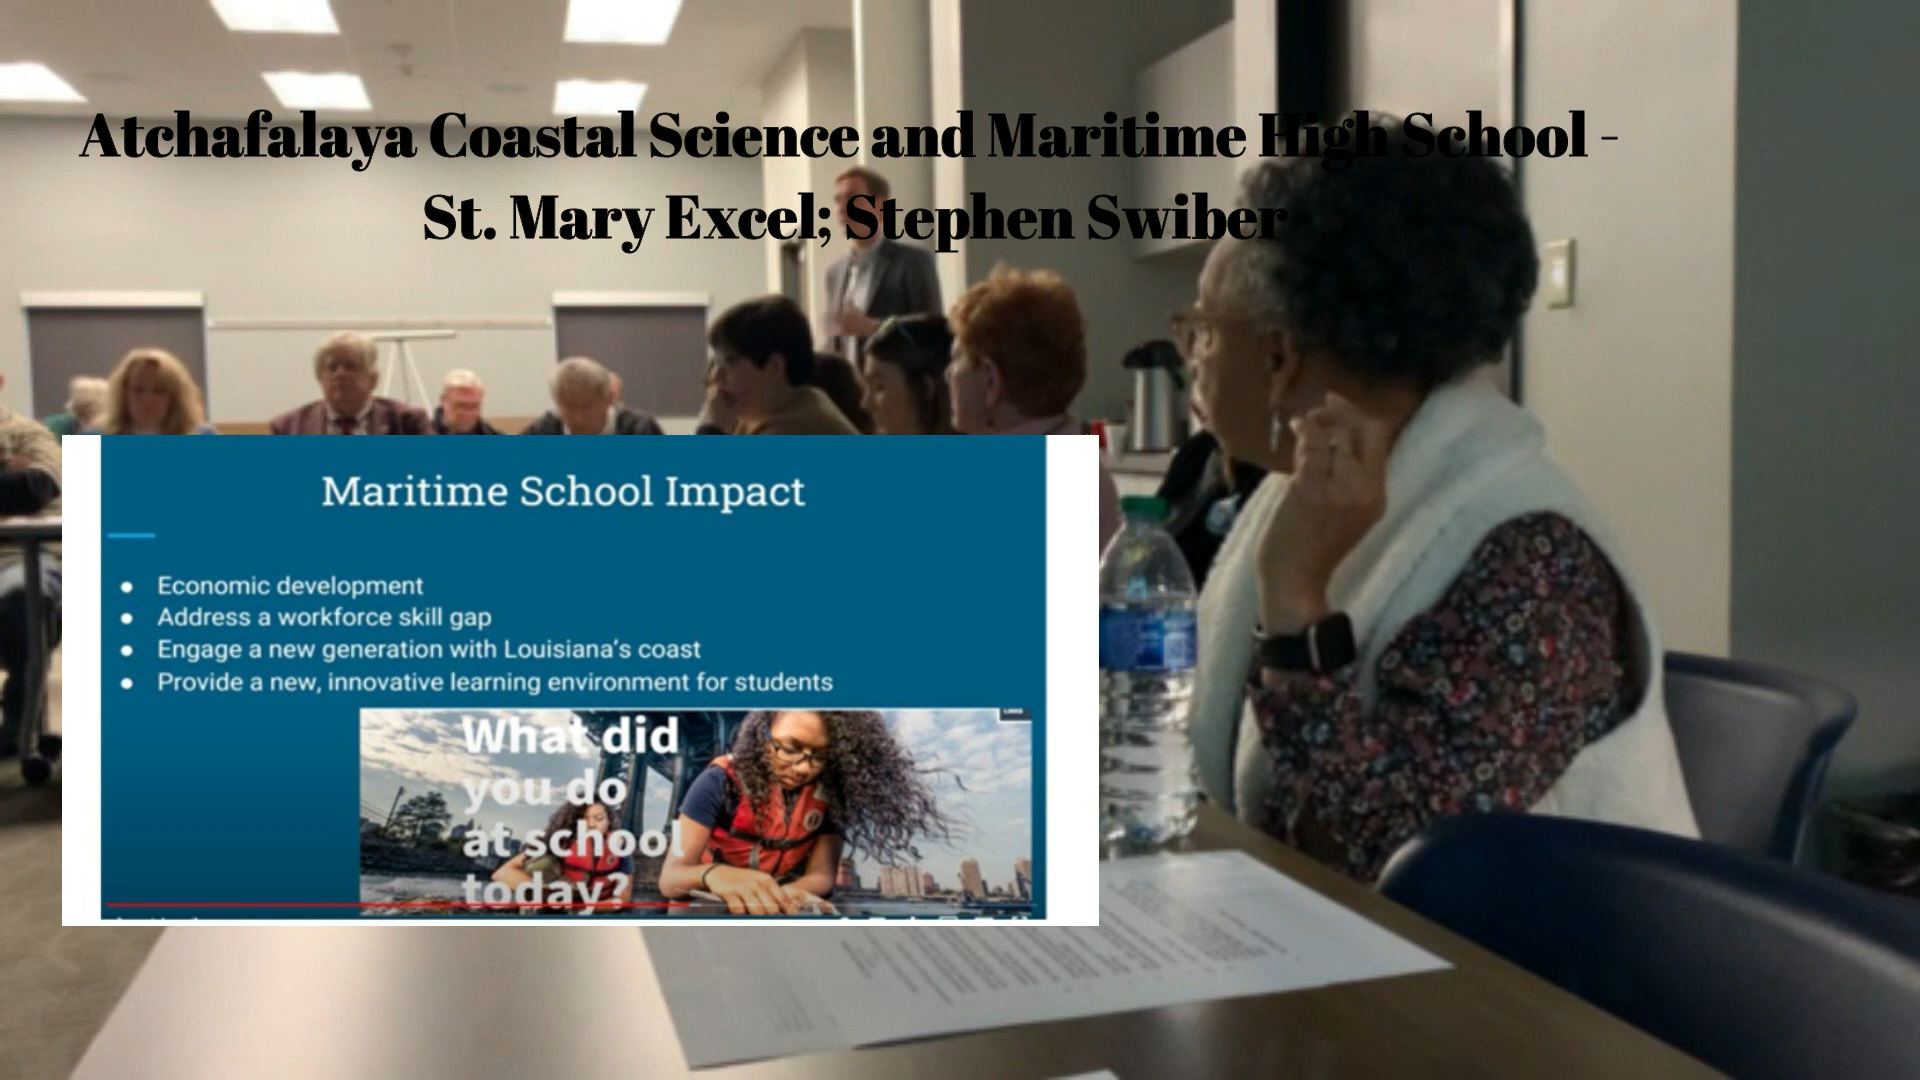 Atchafalaya Coastal Science and Maritime High School -
St. Mary Excel; Stephen Swiber
Maritime School Impact
• Economic development
• Address a workforce skill gap
• Engage a new generation with Louisiana's coast
• Provide a new, innovative learning environment for students
What did
you do
at school
today?